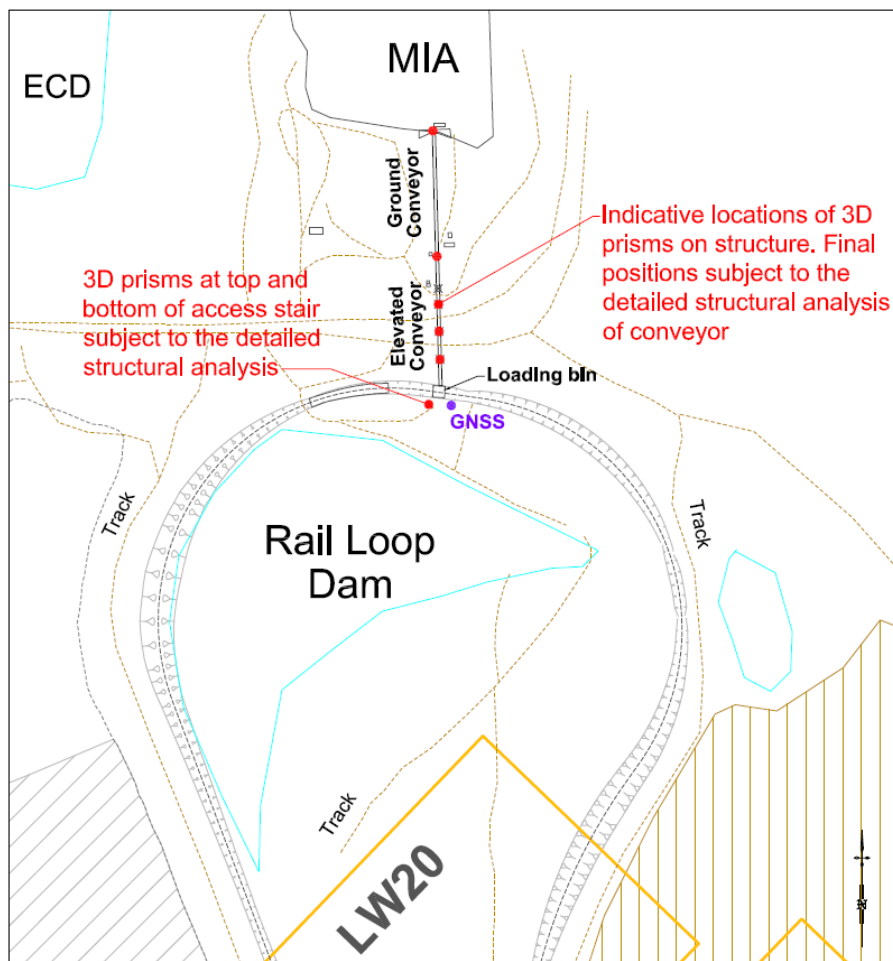 MIA
ECD
Ground
Conveyor
Indicative locations of 3D
prisms on structure. Final
positions subject to the
detailed structural analysis
of conveyor
3D prisms at top and
bottom of access stair
subject to the detailed
structural analysis
Elevated
Conveyor
Loading bin
GNSS
Track
Track
Rail Loop
Dam
Track
LW20